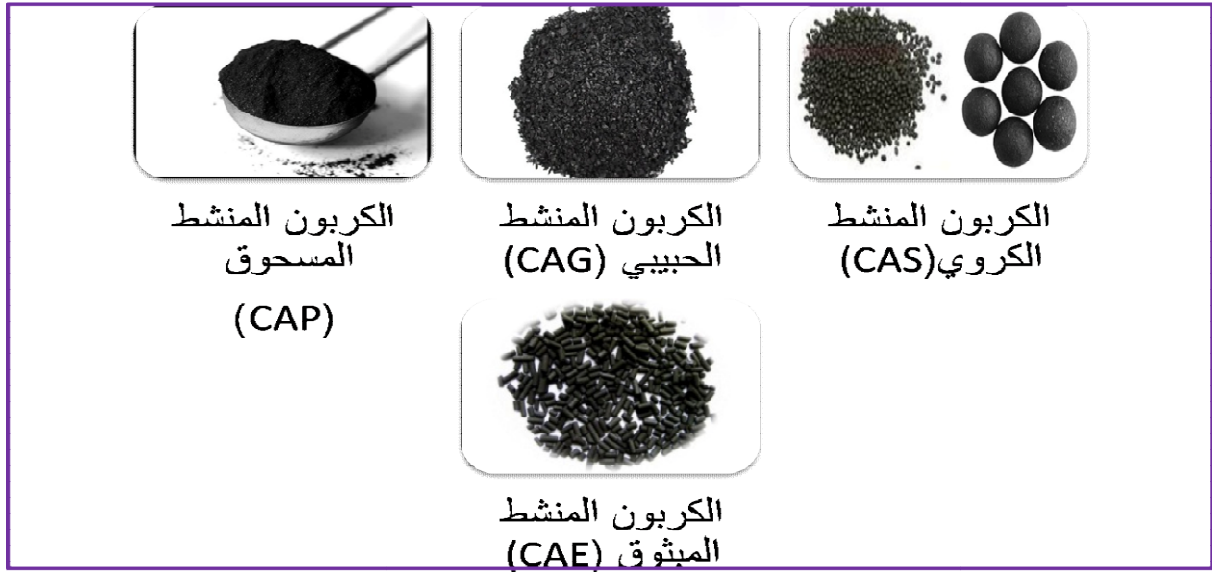 الكربون المنشط
الكروي(CAS)
الكربون المنشط
الحبيبي (CAG)
الكربون المنشط
المسحوق
(CAP)
الكربون المنشط
المبثوق (CAE)